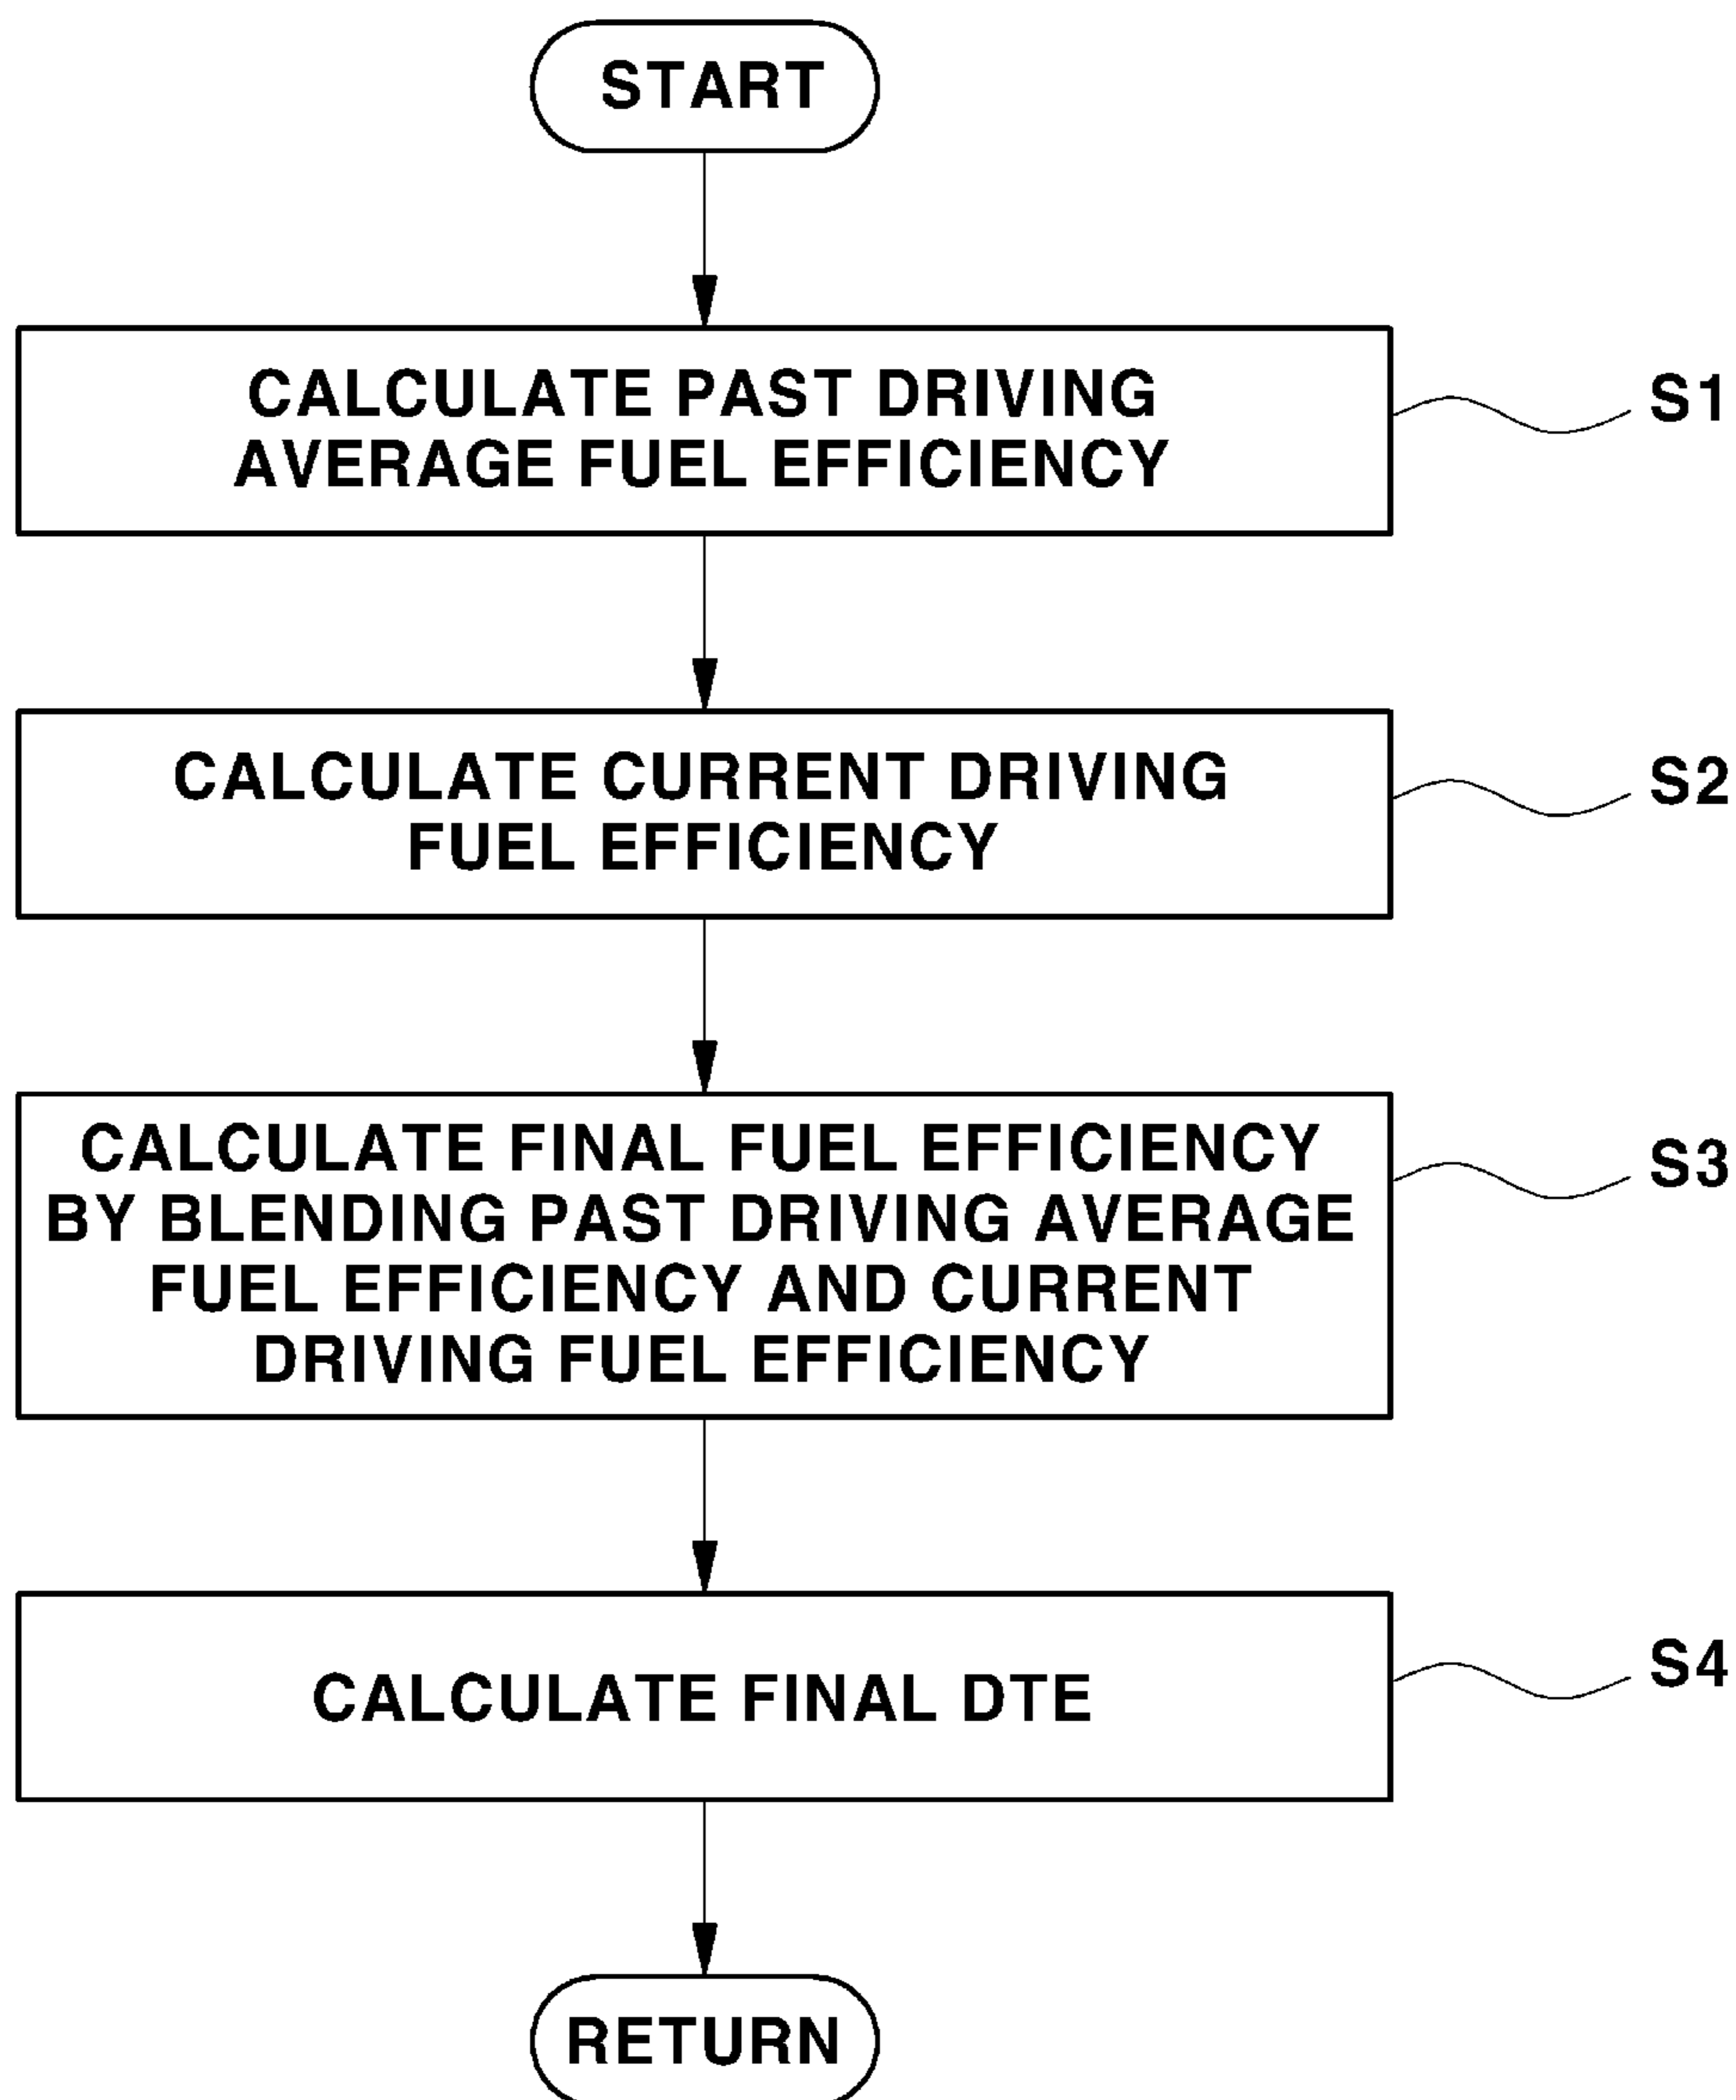 START
CALCULATE PAST DRIVING
AVERAGE FUEL EFFICIENCY
S1
CALCULATE CURRENT DRIVING
FUEL EFFICIENCY
S2
CALCULATE FINAL FUEL EFFICIENCY
BY BLENDING PAST DRIVING AVERAGE
FUEL EFFICIENCY AND CURRENT
DRIVING FUEL EFFICIENCY
S3
CALCULATE FINAL DTE
S4
RETURN